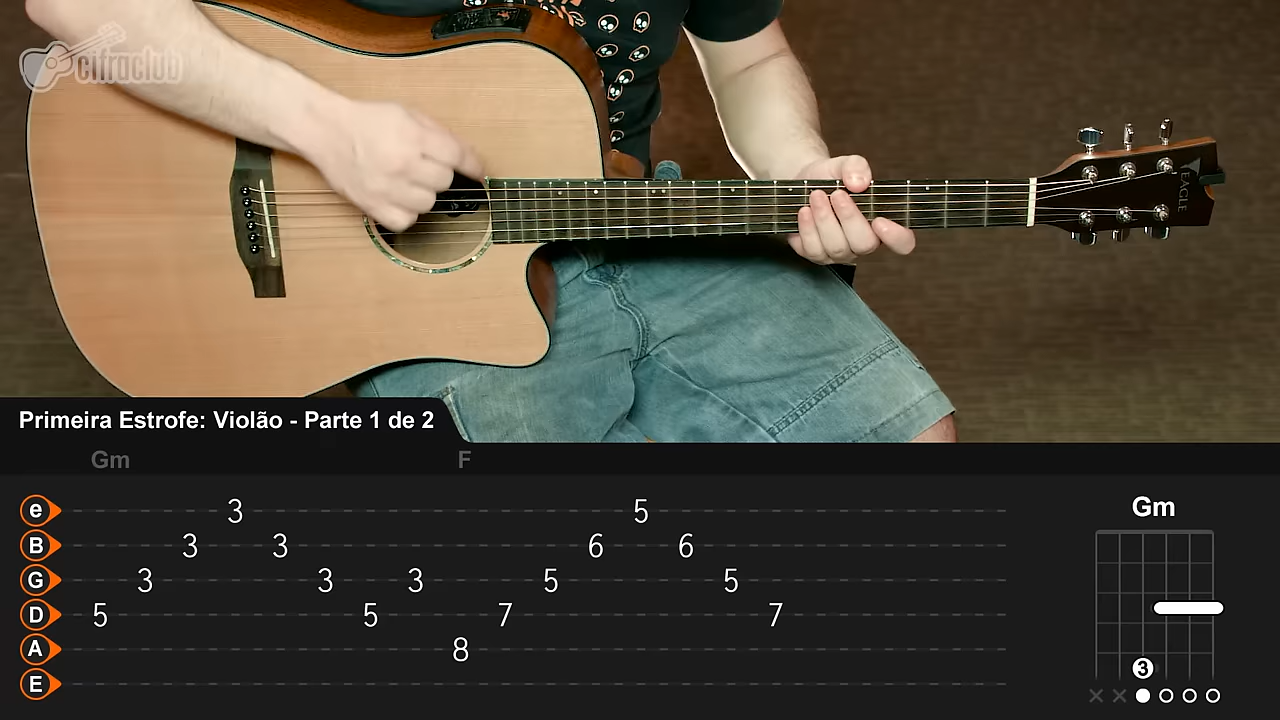 cifraclub
EAGLE
Primeira Estrofe: Violão - Parte 1 de 2
Gm F
e 3 5
B 3 3 6 6
G 3 3 3 5 5
D 5 5 7 7
A 8
E
Gm
3
× ×